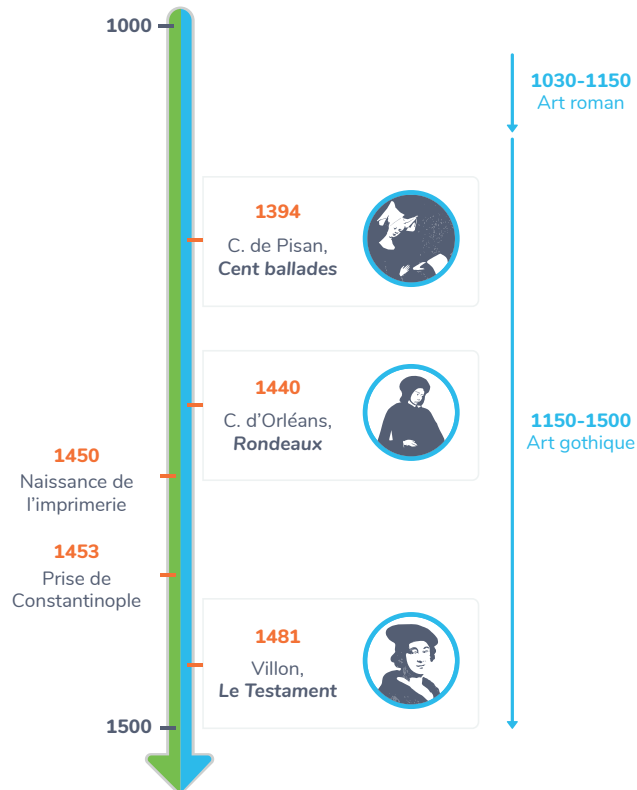 1000
1030-1150
Art roman
1394
C. de Pisan,
Cent ballades
1440
C. d'Orléans,
Rondeaux
1150-1500
Art gothique
1450
Naissance de
l'imprimerie
1453
Prise de
Constantinople
1481
Villon,
Le Testament
1500